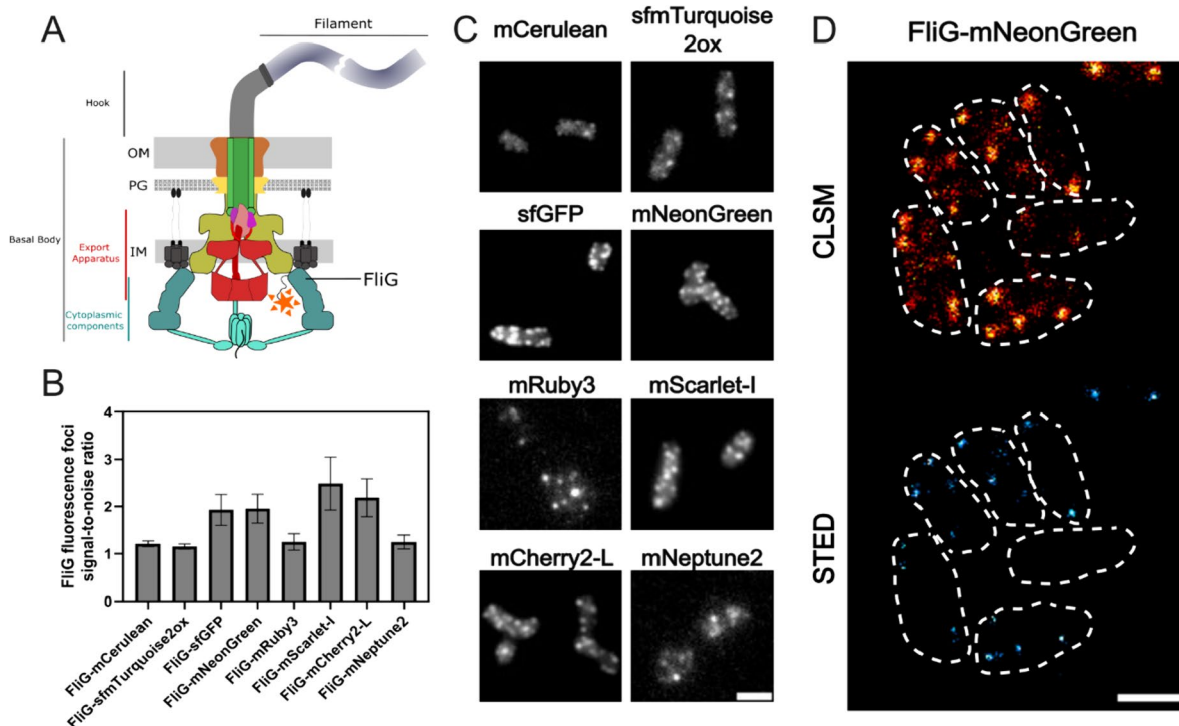 A
Filament
Hook
OM
PG
Basal Body
Export
Apparatus
IM
FliG
Cytoplasmic
components
B
FliG fluorescence foci
signal-to-noise ratio
4
3
2
1
0
FliG-mCerulean
FliG-sfmTurquoise2ox
FliG-sfGFP
FliG-mNeonGreen
FliG-mRuby3
FliG-mScarlet-I
FliG-mCherry2-L
FliG-mNeptune2
C
mCerulean
sfmTurquoise
2ox
sfGFP
mNeonGreen
mRuby3
mScarlet-I
mCherry2-L
mNeptune2
D
FliG-mNeonGreen
CLSM
STED